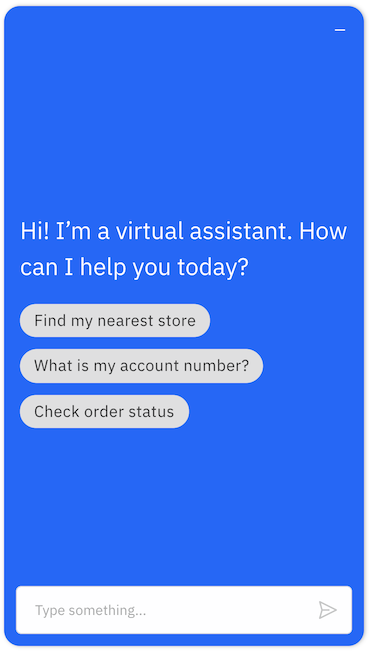 Hi! I’m a virtual assistant. How
can I help you today?
Find my nearest store
What is my account number?
Check order status
Type something...